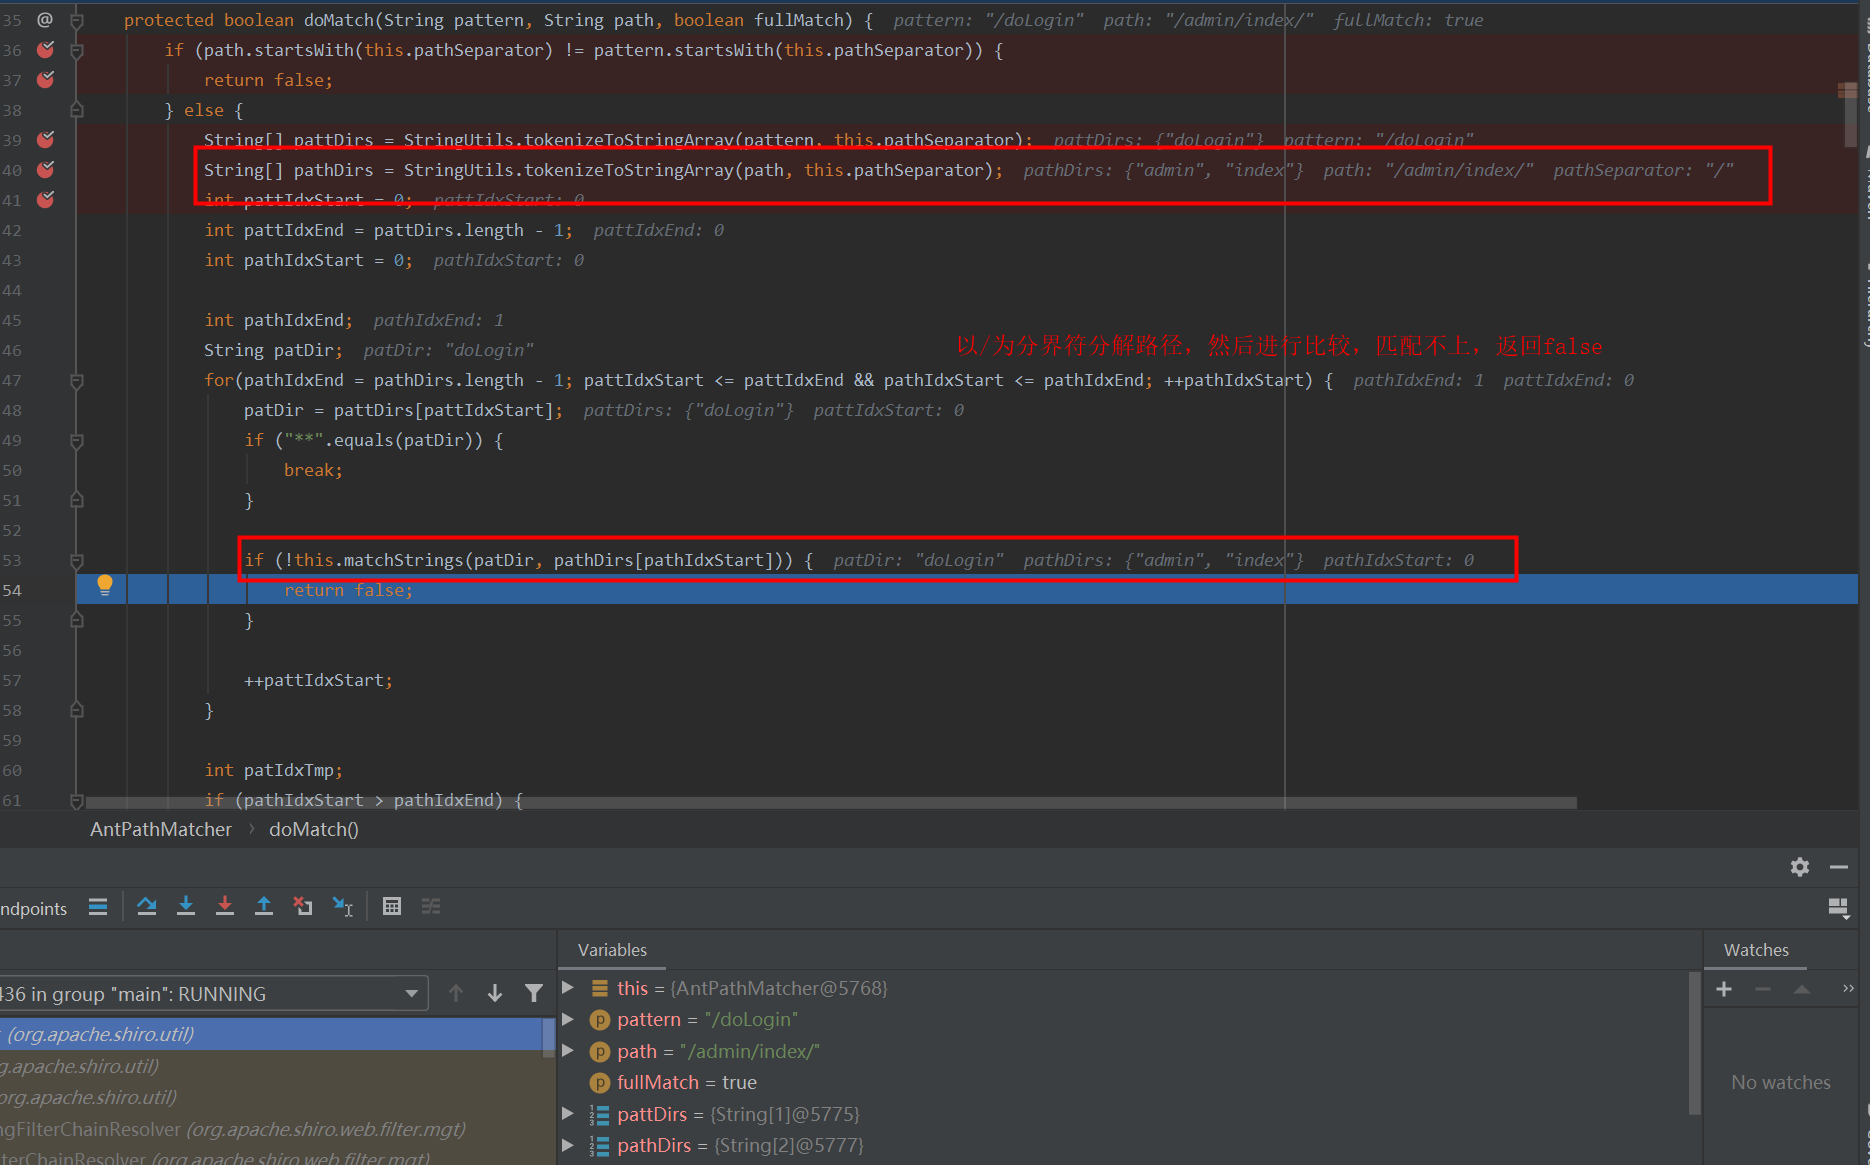 35 @ protected boolean doMatch(String pattern, String path, boolean fullMatch) { pattern: "/doLogin" path: "/admin/index/" fullMatch: true
36 if (path.startsWith(this.pathSeparator) != pattern.startsWith(this.pathSeparator)) {
37 return false;
38 } else {
39 String[] pattDirs = StringUtils.tokenizeToStringArray(pattern, this.pathSeparator); pattDirs: {"doLogin"} pattern: "/doLogin"
40 String[] pathDirs = StringUtils.tokenizeToStringArray(path, this.pathSeparator); pathDirs: {"admin", "index"} path: "/admin/index/" pathSeparator: "/"
41 int pattIdxStart = 0; pattIdxStart: 0
42 int pattIdxEnd = pattDirs.length - 1; pattIdxEnd: 0
43 int pathIdxStart = 0; pathIdxStart: 0
44
45 int pathIdxEnd; pathIdxEnd: 1
46 String patDir; patDir: "doLogin"
以/为分界符分解路径，然后进行比较，匹配不上，返回false
47 for(pathIdxEnd = pathDirs.length - 1; pattIdxStart <= pattIdxEnd && pathIdxStart <= pathIdxEnd; ++pathIdxStart) { pathIdxEnd: 1 pattIdxEnd: 0
48 patDir = pattDirs[pattIdxStart]; pattDirs: {"doLogin"} pattIdxStart: 0
49 if ("**".equals(patDir)) {
50 break;
51 }
52
53 if (!this.matchStrings(patDir, pathDirs[pathIdxStart])) { patDir: "doLogin" pathDirs: {"admin", "index"} pathIdxStart: 0
54 return false;
55 }
56
57 ++pattIdxStart;
58 }
59
60 int patIdxTmp;
61 if (pathIdxStart > pathIdxEnd) {
AntPathMatcher › doMatch()
ndpoints
Variables
Watches
436 in group "main": RUNNING
(org.apache.shiro.util)
g.apache.shiro.util)
org.apache.shiro.util)
ngFilterChainResolver (org.apache.shiro.web.filter.mgt)
terChainResolver (org.apache.shiro.web.filter.mgt)
this = {AntPathMatcher@5768}
pattern = "/doLogin"
path = "/admin/index/"
fullMatch = true
pattDirs = {String[1]@5775}
pathDirs = {String[2]@5777}
No watches